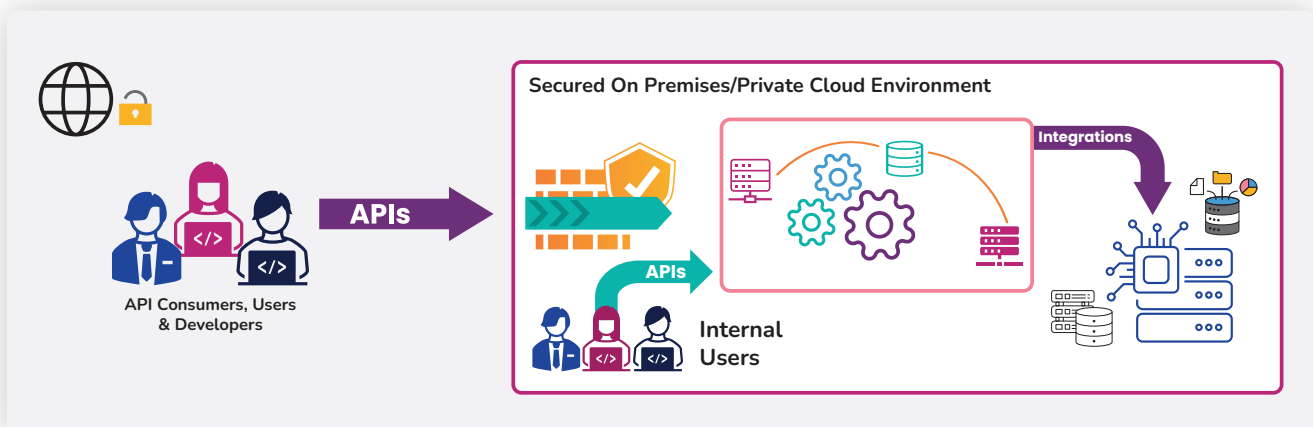 Secured On Premises/Private Cloud Environment
Integrations
APIs
</>
</>
API Consumers, Users
& Developers
APIs
</>
</>
Internal
Users